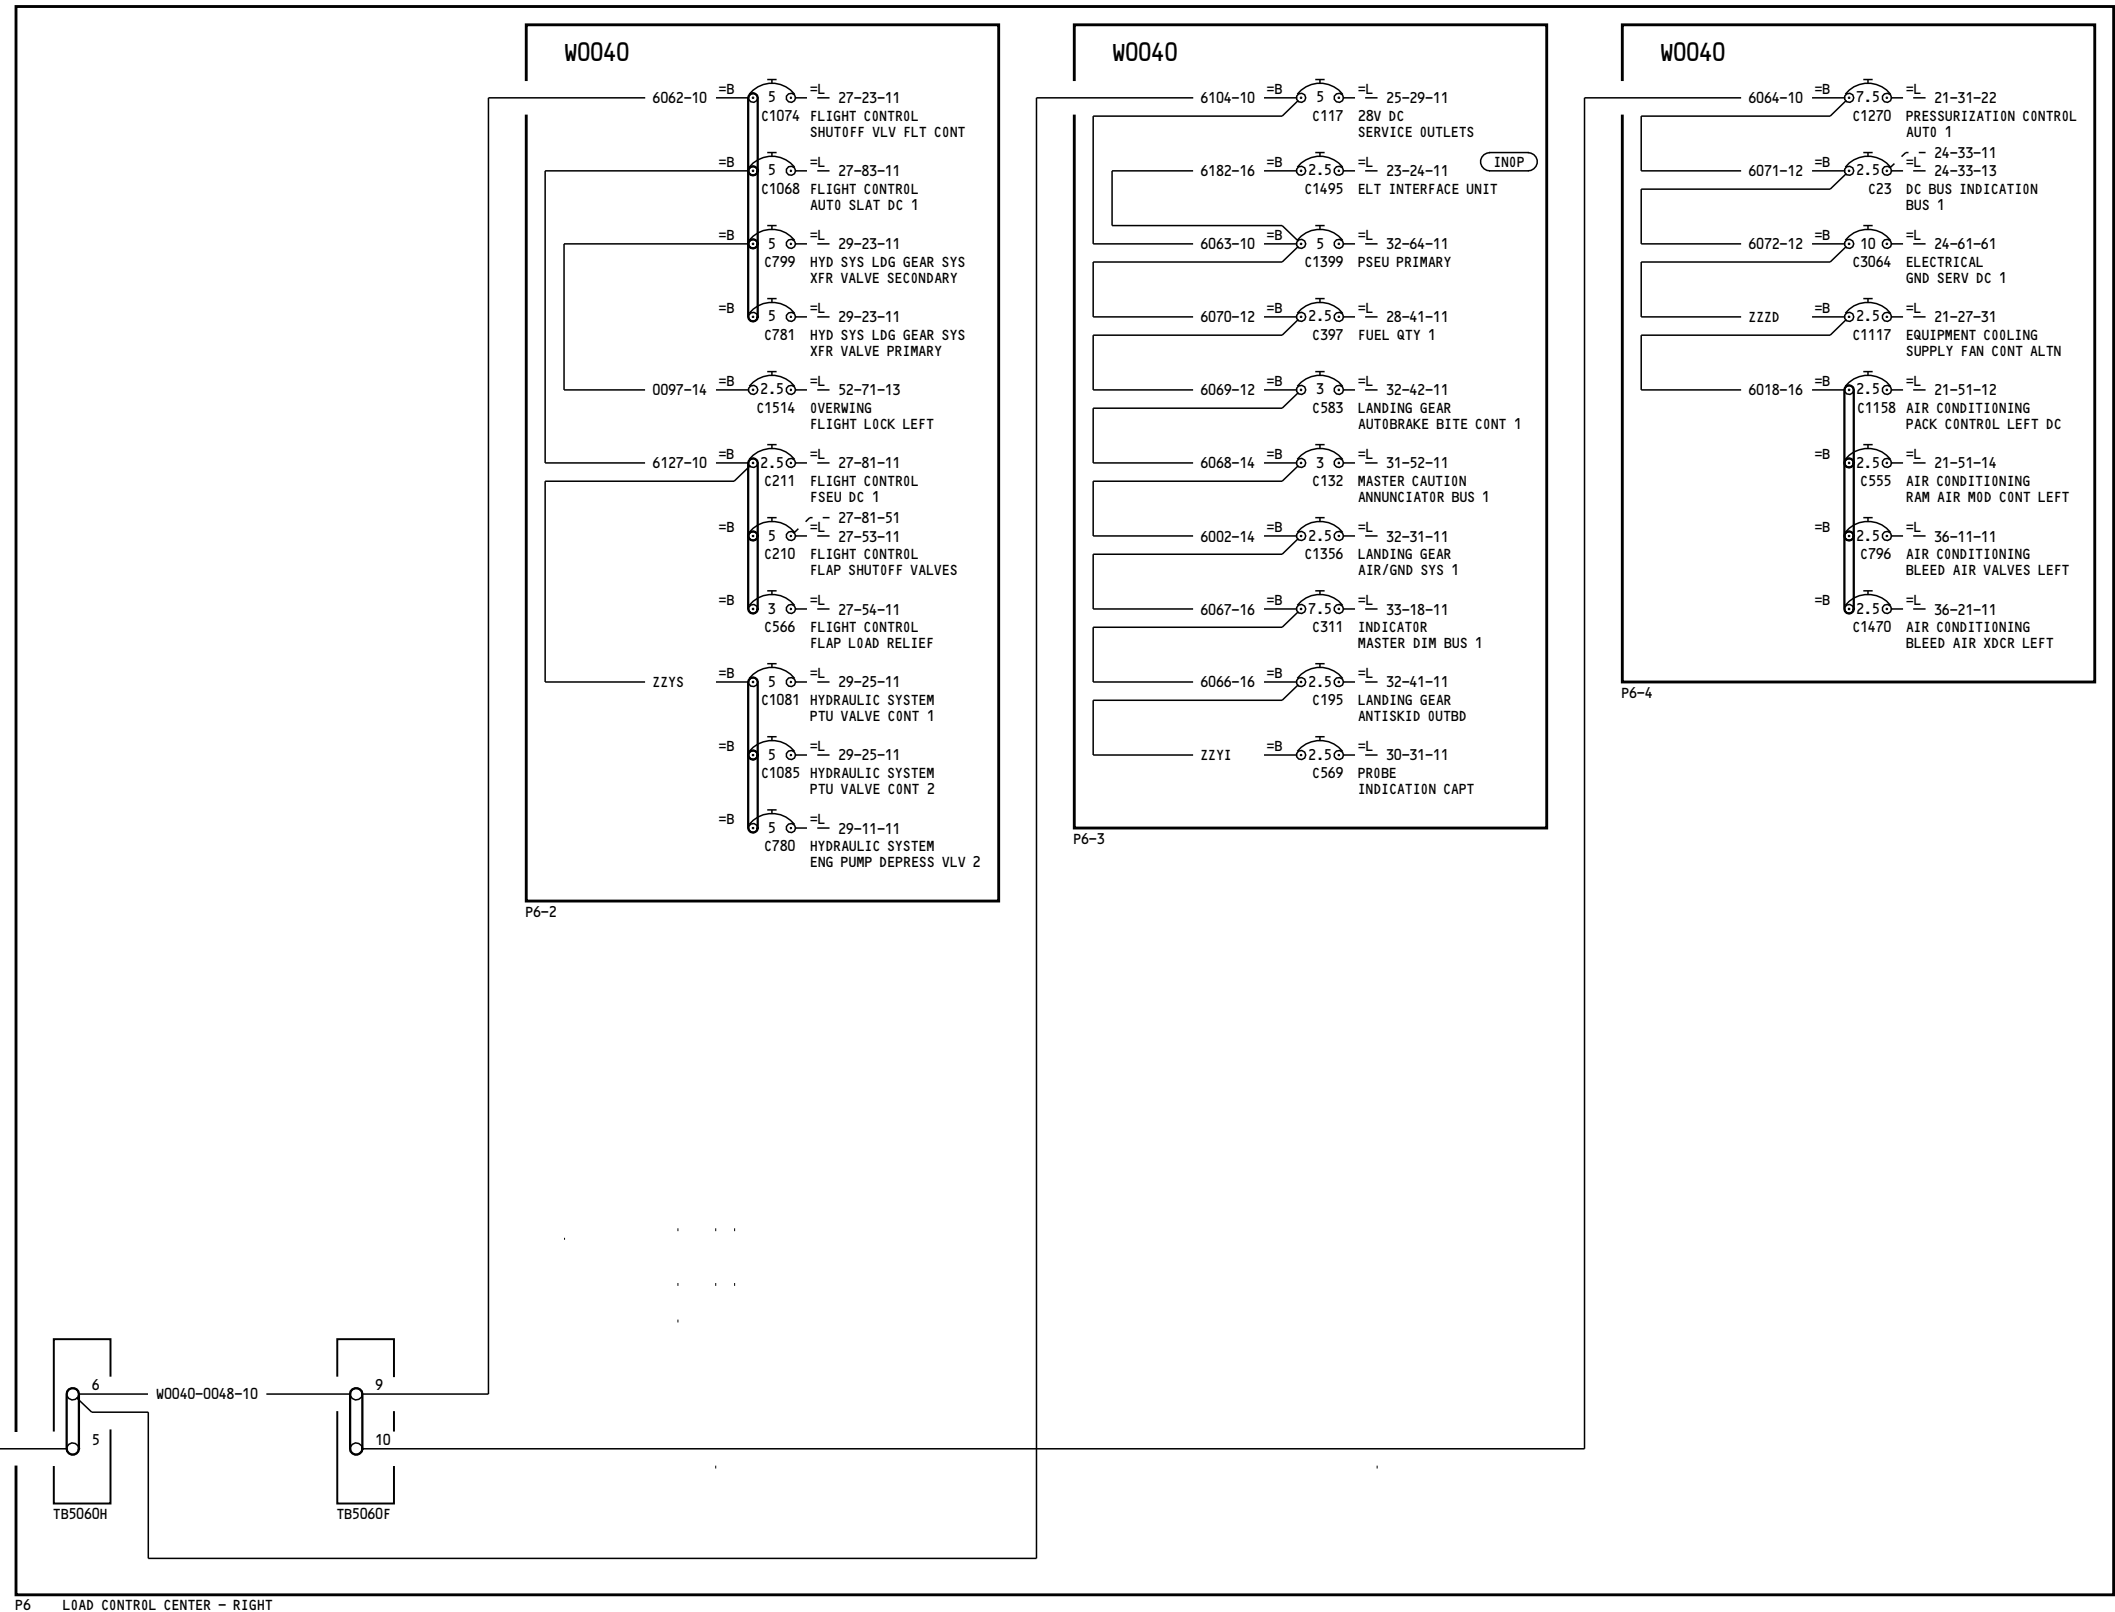 W0040
6062-10 =B 5 =L 27-23-11
C1074 FLIGHT CONTROL
SHUTOFF VLV FLT CONT
=B 5 =L 27-83-11
C1068 FLIGHT CONTROL
AUTO SLAT DC 1
=B 5 =L 29-23-11
C799 HYD SYS LDG GEAR SYS
XFR VALVE SECONDARY
=B 5 =L 29-23-11
C781 HYD SYS LDG GEAR SYS
XFR VALVE PRIMARY
0097-14 =B 2.5 =L 52-71-13
C1514 OVERWING
FLIGHT LOCK LEFT
6127-10 =B 2.5 =L 27-81-11
C211 FLIGHT CONTROL
FSEU DC 1
27-81-51
=B 5 =L 27-53-11
C210 FLIGHT CONTROL
FLAP SHUTOFF VALVES
=B 3 =L 27-54-11
C566 FLIGHT CONTROL
FLAP LOAD RELIEF
ZZYS =B 5 =L 29-25-11
C1081 HYDRAULIC SYSTEM
PTU VALVE CONT 1
=B 5 =L 29-25-11
C1085 HYDRAULIC SYSTEM
PTU VALVE CONT 2
=B 5 =L 29-11-11
C780 HYDRAULIC SYSTEM
ENG PUMP DEPRESS VLV 2
P6-2
W0040
6104-10 =B 5 =L 25-29-11
C117 28V DC
SERVICE OUTLETS
INOP
6182-16 =B 2.5 =L 23-24-11
C1495 ELT INTERFACE UNIT
6063-10 =B 5 =L 32-64-11
C1399 PSEU PRIMARY
6070-12 =B 2.5 =L 28-41-11
C397 FUEL QTY 1
6069-12 =B 3 =L 32-42-11
C583 LANDING GEAR
AUTOBRAKE BITE CONT 1
6068-14 =B 3 =L 31-52-11
C132 MASTER CAUTION
ANNUNCIATOR BUS 1
6002-14 =B 2.5 =L 32-31-11
C1356 LANDING GEAR
AIR/GND SYS 1
6067-16 =B 7.5 =L 33-18-11
C311 INDICATOR
MASTER DIM BUS 1
6066-16 =B 2.5 =L 32-41-11
C195 LANDING GEAR
ANTISKID OUTBD
ZZYI =B 2.5 =L 30-31-11
C569 PROBE
INDICATION CAPT
P6-3
W0040
6064-10 =B 7.5 =L 21-31-22
C1270 PRESSURIZATION CONTROL
AUTO 1
24-33-11
6071-12 =B 2.5 =L 24-33-13
C23 DC BUS INDICATION
BUS 1
6072-12 =B 10 =L 24-61-61
C3064 ELECTRICAL
GND SERV DC 1
ZZZD =B 2.5 =L 21-27-31
C1117 EQUIPMENT COOLING
SUPPLY FAN CONT ALTN
6018-16 =B 2.5 =L 21-51-12
C1158 AIR CONDITIONING
PACK CONTROL LEFT DC
=B 2.5 =L 21-51-14
C555 AIR CONDITIONING
RAM AIR MOD CONT LEFT
=B 2.5 =L 36-11-11
C796 AIR CONDITIONING
BLEED AIR VALVES LEFT
=B 2.5 =L 36-21-11
C1470 AIR CONDITIONING
BLEED AIR XDCR LEFT
P6-4
6 W0040-0048-10 9
5 10
TB5060H TB5060F
P6 LOAD CONTROL CENTER - RIGHT